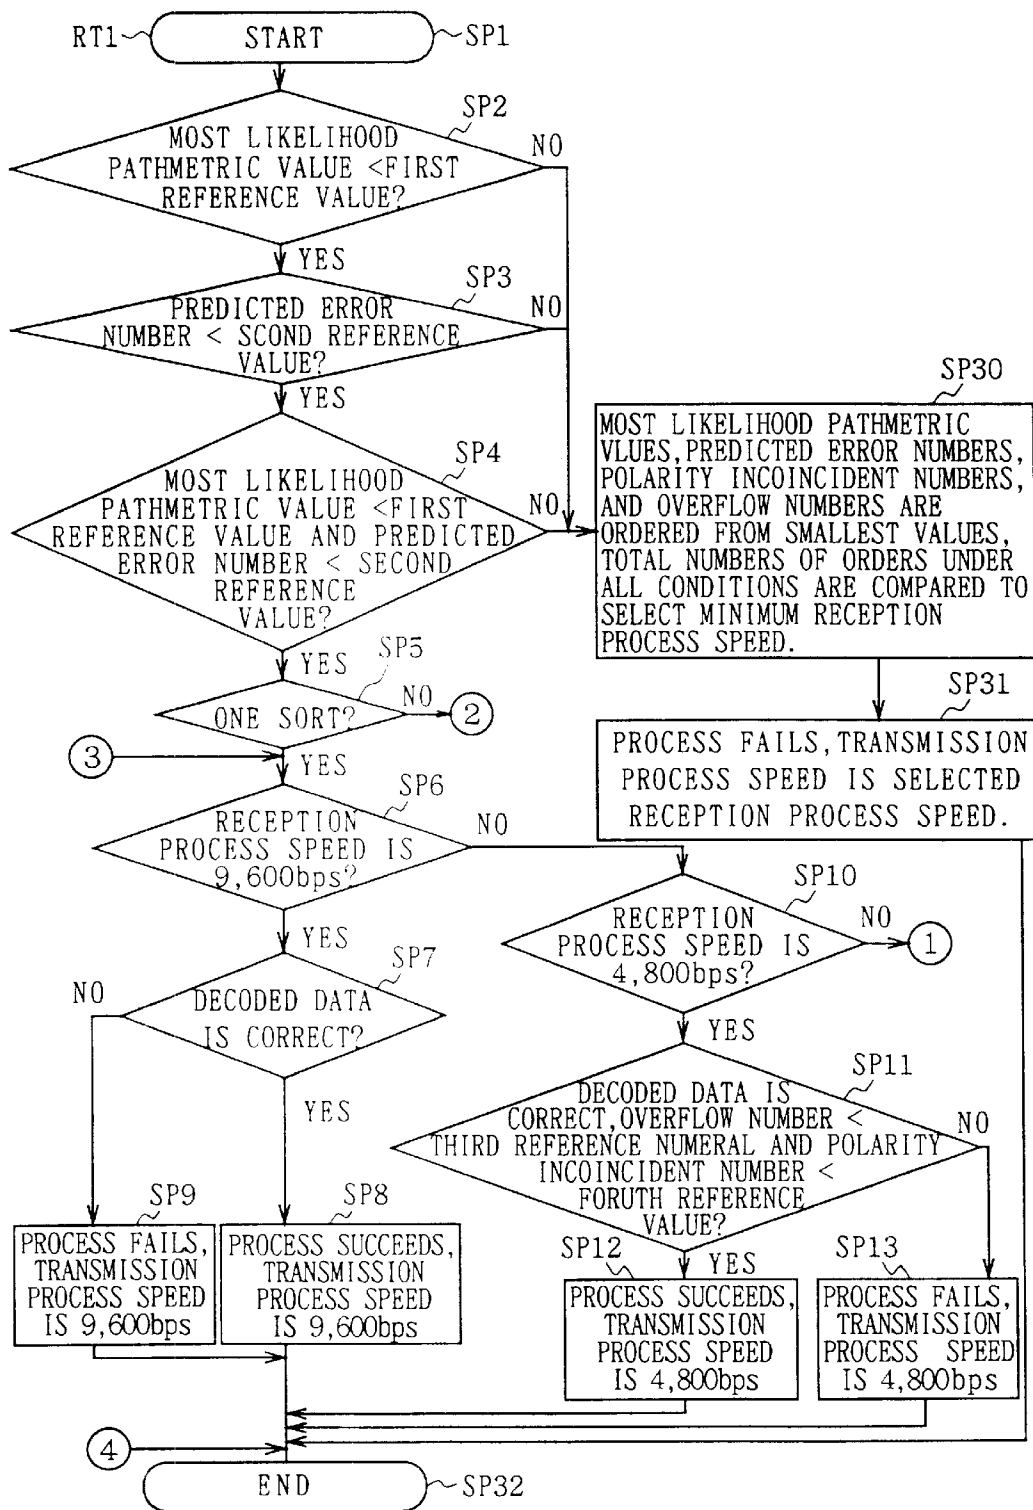 RT1
START
SP1
SP2
MOST LIKELIHOOD
PATHMETRIC VALUE <FIRST
REFERENCE VALUE?
NO
YES
SP3
PREDICTED ERROR
NUMBER < SCOND REFERENCE
VALUE?
NO
YES
SP4
MOST LIKELIHOOD
PATHMETRIC VALUE <FIRST
REFERENCE VALUE AND PREDICTED
ERROR NUMBER < SECOND
REFERENCE
VALUE?
NO
YES
SP30
MOST LIKELIHOOD PATHMETRIC
VLUES, PREDICTED ERROR NUMBERS,
POLARITY INCOINCIDENT NUMBERS,
AND OVERFLOW NUMBERS ARE
ORDERED FROM SMALLEST VALUES,
TOTAL NUMBERS OF ORDERS UNDER
ALL CONDITIONS ARE COMPARED TO
SELECT MINIMUM RECEPTION
PROCESS SPEED.
SP31
PROCESS FAILS, TRANSMISSION
PROCESS SPEED IS SELECTED
RECEPTION PROCESS SPEED.
SP5
ONE SORT?
NO
2
3
YES
SP6
RECEPTION
PROCESS SPEED IS
9,600bps?
NO
YES
SP7
DECODED DATA
IS CORRECT?
NO
YES
SP10
RECEPTION
PROCESS SPEED IS
4,800bps?
NO
1
YES
SP11
DECODED DATA IS
CORRECT, OVERFLOW NUMBER <
THIRD REFERENCE NUMERAL AND POLARITY
INCOINCIDENT NUMBER <
FORUTH REFERENCE
VALUE?
NO
YES
SP9
PROCESS FAILS,
TRANSMISSION
PROCESS SPEED
IS 9,600bps
SP8
PROCESS SUCCEEDS,
TRANSMISSION
PROCESS SPEED
IS 9,600bps
SP12
PROCESS SUCCEEDS,
TRANSMISSION
PROCESS SPEED
IS 4,800bps
SP13
PROCESS FAILS,
TRANSMISSION
PROCESS SPEED
IS 4,800bps
4
END
SP32